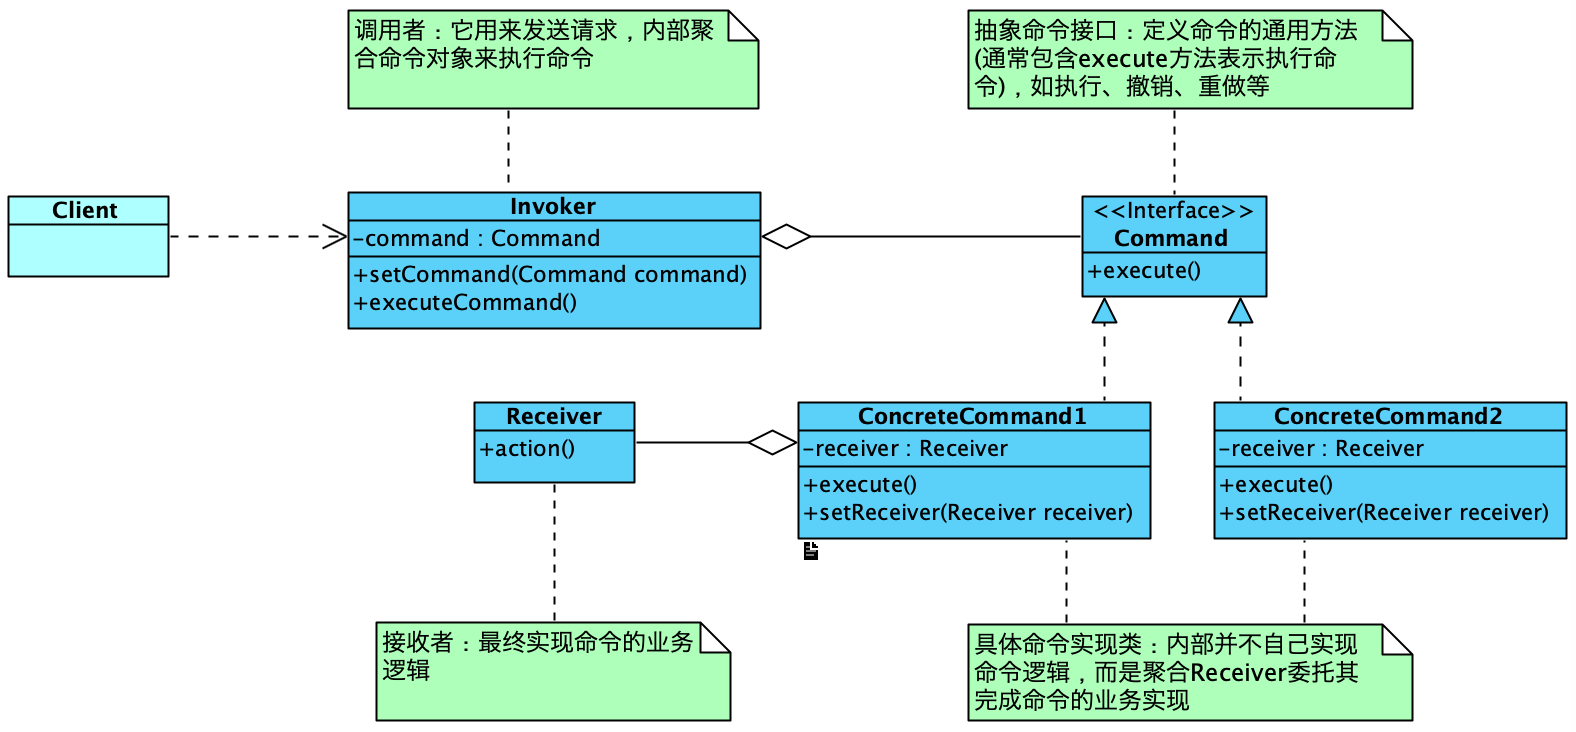 调用者：它用来发送请求，内部聚
合命令对象来执行命令
抽象命令接口：定义命令的通用方法
(通常包含execute方法表示执行命
令)，如执行、撤销、重做等
Client
Invoker
-command : Command
+setCommand(Command command)
+executeCommand()
<<Interface>>
Command
+execute()
Receiver
+action()
ConcreteCommand1
-receiver : Receiver
+execute()
+setReceiver(Receiver receiver)
ConcreteCommand2
-receiver : Receiver
+execute()
+setReceiver(Receiver receiver)
接收者：最终实现命令的业务
逻辑
具体命令实现类：内部并不自己实现
命令逻辑，而是聚合Receiver委托其
完成命令的业务实现